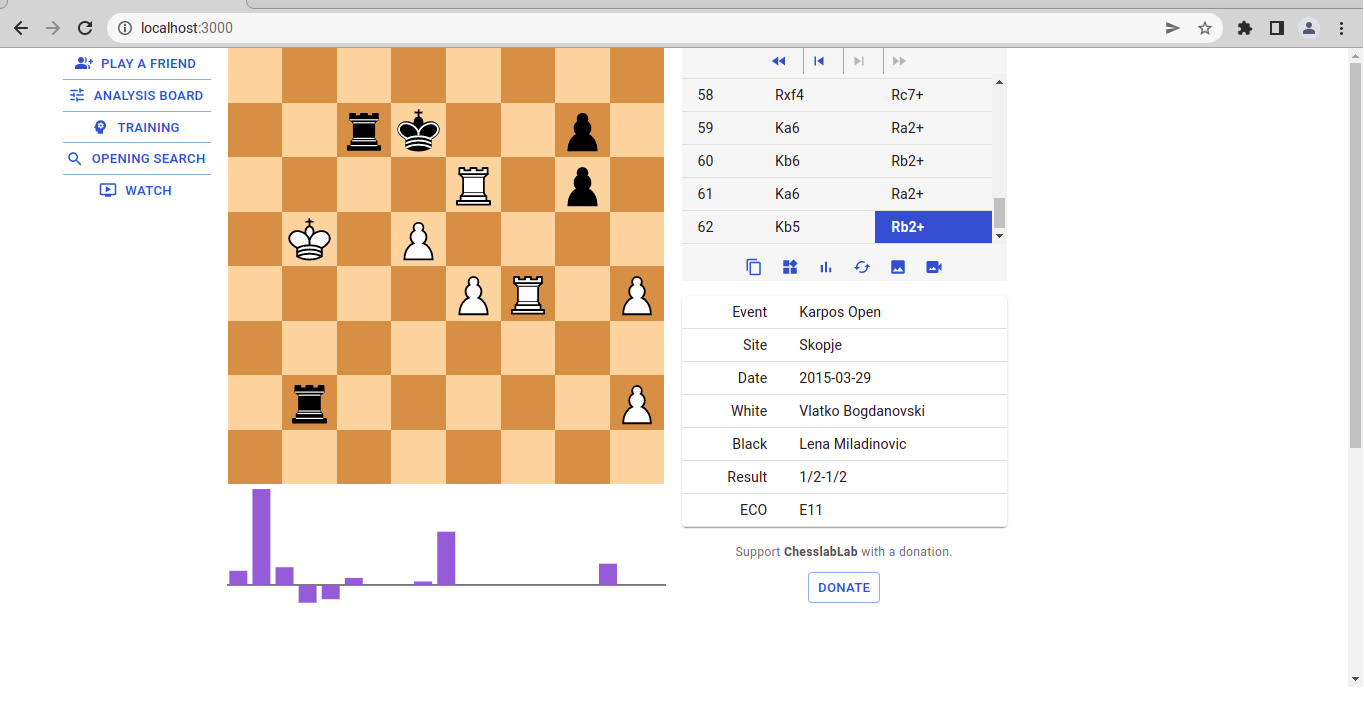 localhost:3000
PLAY A FRIEND
ANALYSIS BOARD
TRAINING
OPENING SEARCH
WATCH
58 Rxf4 Rc7+
59 Ka6 Ra2+
60 Kb6 Rb2+
61 Ka6 Ra2+
62 Kb5 Rb2+
Event Karpos Open
Site Skopje
Date 2015-03-29
White Vlatko Bogdanovski
Black Lena Miladinovic
Result 1/2-1/2
ECO E11
Support ChesslabLab with a donation.
DONATE